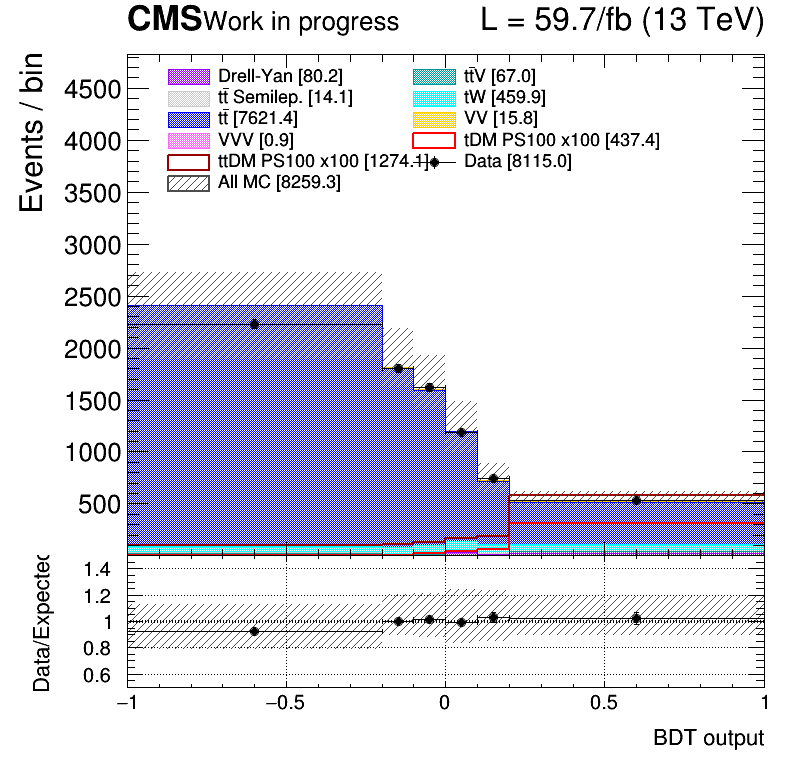 CMS Work in progress L = 59.7/fb (13 TeV)
Events / bin
Drell-Yan [80.2] tt̄V [67.0]
tt̄ Semilep. [14.1] tW [459.9]
tt̄ [7621.4] VV [15.8]
VVV [0.9] tDM PS100 x100 [437.4]
ttDM PS100 x100 [1274.1] Data [8115.0]
All MC [8259.3]
4500
4000
3500
3000
2500
2000
1500
1000
500
Data/Expected
1.4
1.2
1
0.8
0.6
−1 −0.5 0 0.5 1
BDT output